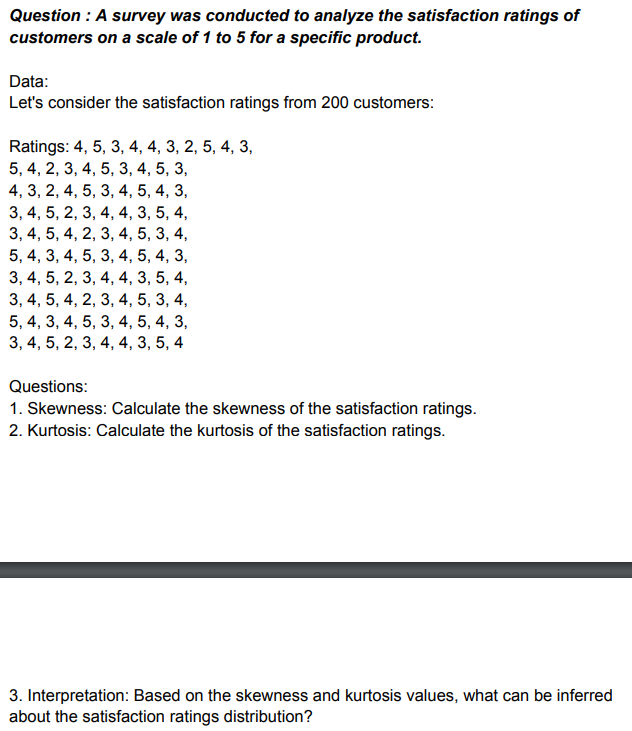 Question : A survey was conducted to analyze the satisfaction ratings of
customers on a scale of 1 to 5 for a specific product.
Data:
Let's consider the satisfaction ratings from 200 customers:
Ratings: 4, 5, 3, 4, 4, 3, 2, 5, 4, 3,
5, 4, 2, 3, 4, 5, 3, 4, 5, 3,
4, 3, 2, 4, 5, 3, 4, 5, 4, 3,
3, 4, 5, 2, 3, 4, 4, 3, 5, 4,
3, 4, 5, 4, 2, 3, 4, 5, 3, 4,
5, 4, 3, 4, 5, 3, 4, 5, 4, 3,
3, 4, 5, 2, 3, 4, 4, 3, 5, 4,
3, 4, 5, 4, 2, 3, 4, 5, 3, 4,
5, 4, 3, 4, 5, 3, 4, 5, 4, 3,
3, 4, 5, 2, 3, 4, 4, 3, 5, 4
Questions:
1. Skewness: Calculate the skewness of the satisfaction ratings.
2. Kurtosis: Calculate the kurtosis of the satisfaction ratings.
3. Interpretation: Based on the skewness and kurtosis values, what can be inferred
about the satisfaction ratings distribution?